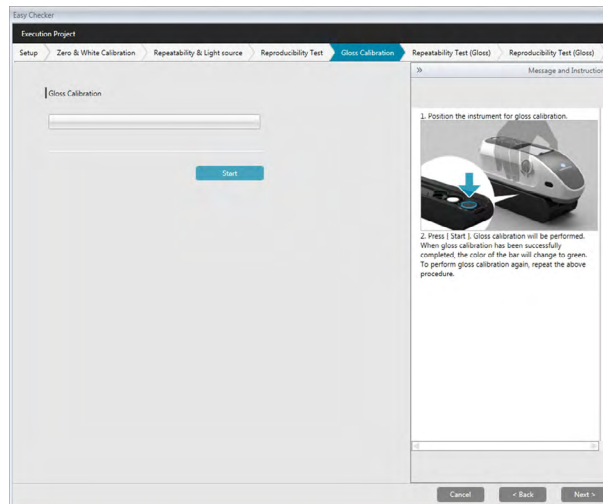 Easy Checker
Execution Project
Setup
Zero & White Calibration
Repeatability & Light source
Reproducibility Test
Gloss Calibration
Repeatability Test (Gloss)
Reproducibility Test (Gloss)
»
Message and Instruction
Gloss Calibration
Start
1. Position the instrument for gloss calibration.
2. Press [ Start ]. Gloss calibration will be performed.
When gloss calibration has been successfully
completed, the color of the bar will change to green.
To perform gloss calibration again, repeat the above
procedure.
Cancel
< Back
Next >